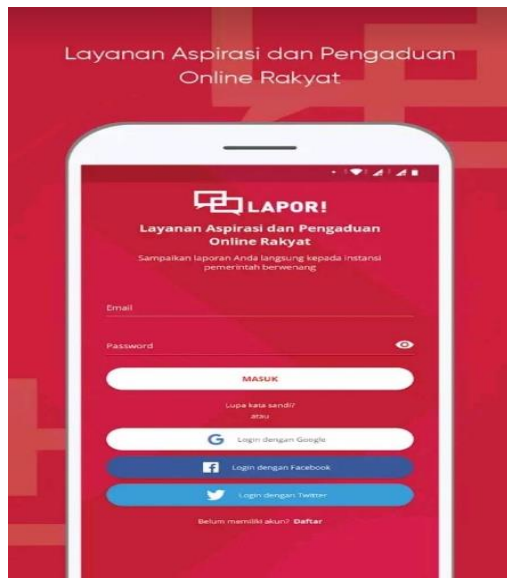 Layanan Aspirasi dan Pengaduan
Online Rakyat
LAPOR!
Layanan Aspirasi dan Pengaduan
Online Rakyat
Sampaikan laporan Anda langsung kepada instansi
pemerintah berwenang
Email
Password
MASUK
Lupa kata sandi?
atau
G Login dengan Google
f Login dengan Facebook
Login dengan Twitter
Belum memiliki akun? Daftar